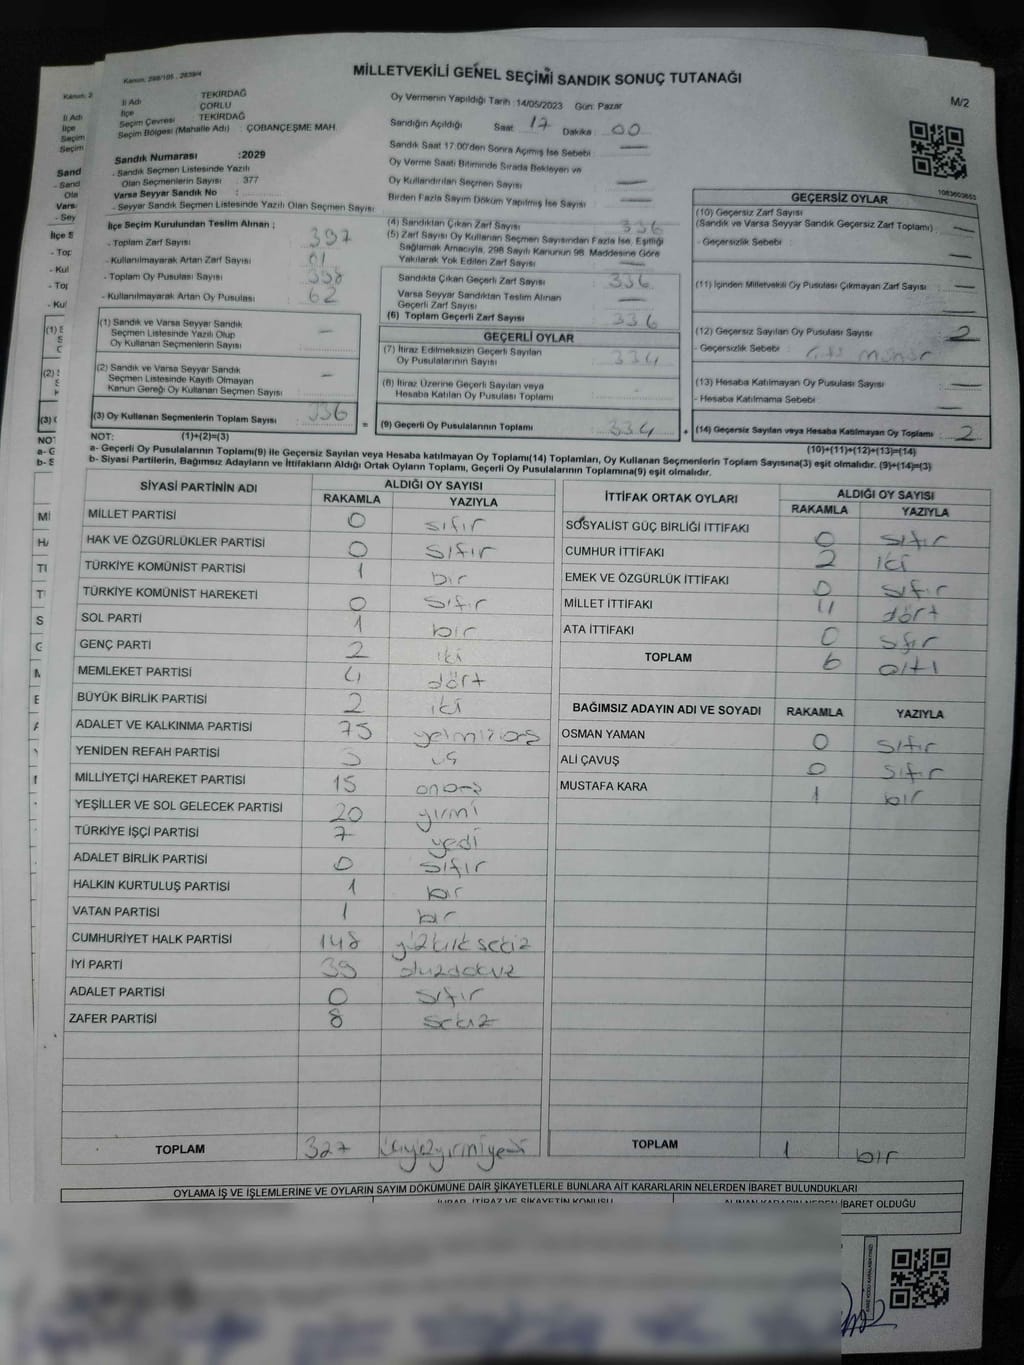 MİLLETVEKİLİ GENEL SEÇİMİ SANDIK SONUÇ TUTANAĞI
M/2
Kanun: 298/105 , 2839/4
İl Adı TEKİRDAĞ
İlçe ÇORLU
Seçim Çevresi TEKİRDAĞ
Seçim Bölgesi (Mahalle Adı) : ÇOBANÇEŞME MAH.
Sandık Numarası :2029
- Sandık Seçmen Listesinde Yazılı
Olan Seçmenlerin Sayısı : 377
Varsa Seyyar Sandık No :
- Seyyar Sandık Seçmen Listesinde Yazılı Olan Seçmen Sayısı
Oy Vermenin Yapıldığı Tarih :14/05/2023 Gün: Pazar
Sandığın Açıldığı Saat 17 Dakika 00
Sandık Saat 17.00'den Sonra Açılmış İse Sebebi : —
Oy Verme Saati Bitiminde Sırada Bekleyen ve
Oy Kullandırılan Seçmen Sayısı —
Birden Fazla Sayım Döküm Yapılmış İse Sayısı —
İlçe Seçim Kurulundan Teslim Alınan ;
- Toplam Zarf Sayısı 397
- Kullanılmayarak Artan Zarf Sayısı 61
- Toplam Oy Pusulası Sayısı 398
- Kullanılmayarak Artan Oy Pusulası 62
(4) Sandıktan Çıkan Zarf Sayısı 336
(5) Zarf Sayısı Oy Kullanan Seçmen Sayısından Fazla İse, Eşitliği
Sağlamak Amacıyla, 298 Sayılı Kanunun 98. Maddesine Göre
Yakılarak Yok Edilen Zarf Sayısı —
Sandıkta Çıkan Geçerli Zarf Sayısı 336
Varsa Seyyar Sandıktan Teslim Alınan
Geçerli Zarf Sayısı —
(6) Toplam Geçerli Zarf Sayısı 336
(1) Sandık ve Varsa Seyyar Sandık
Seçmen Listesinde Yazılı Olup
Oy Kullanan Seçmenlerin Sayısı —
(2) Sandık ve Varsa Seyyar Sandık
Seçmen Listesinde Kayıtlı Olmayan
Kanun Gereği Oy Kullanan Seçmen Sayısı —
(3) Oy Kullanan Seçmenlerin Toplam Sayısı 336
GEÇERLİ OYLAR
(7) İtiraz Edilmeksizin Geçerli Sayılan
Oy Pusulalarının Sayısı 334
(8) İtiraz Üzerine Geçerli Sayılan veya
Hesaba Katılan Oy Pusulası Toplamı -
= (9) Geçerli Oy Pusulalarının Toplamı 334
1083603653
GEÇERSİZ OYLAR
(10) Geçersiz Zarf Sayısı
(Sandık ve Varsa Seyyar Sandık Geçersiz Zarf Toplamı) —
- Geçersizlik Sebebi : —
(11) İçinden Milletvekili Oy Pusulası Çıkmayan Zarf Sayısı —
(12) Geçersiz Sayılan Oy Pusulası Sayısı 2
- Geçersizlik Sebebi : mühür
(13) Hesaba Katılmayan Oy Pusulası Sayısı —
- Hesaba Katılmama Sebebi —
+ (14) Geçersiz Sayılan veya Hesaba Katılmayan Oy Toplamı 2
NOT: (1)+(2)=(3) (10)+(11)+(12)+(13)=(14)
a- Geçerli Oy Pusulalarının Toplamı(9) ile Geçersiz Sayılan veya Hesaba katılmayan Oy Toplamı(14) Toplamları, Oy Kullanan Seçmenlerin Toplam Sayısına(3) eşit olmalıdır. (9)+(14)=(3)
b- Siyasi Partilerin, Bağımsız Adayların ve İttifakların Aldığı Ortak Oyların Toplamı, Geçerli Oy Pusulalarının Toplamına(9) eşit olmalıdır.
SİYASİ PARTİNİN ADI ALDIĞI OY SAYISI
RAKAMLA YAZIYLA
MİLLET PARTİSİ 0 sıfır
HAK VE ÖZGÜRLÜKLER PARTİSİ 0 sıfır
TÜRKİYE KOMÜNİST PARTİSİ 1 bir
TÜRKİYE KOMÜNİST HAREKETİ 0 sıfır
SOL PARTİ 1 bir
GENÇ PARTİ 2 iki
MEMLEKET PARTİSİ 4 dört
BÜYÜK BİRLİK PARTİSİ 2 iki
ADALET VE KALKINMA PARTİSİ 75 yetmişbeş
YENİDEN REFAH PARTİSİ 3 üç
MİLLİYETÇİ HAREKET PARTİSİ 15 onbeş
YEŞİLLER VE SOL GELECEK PARTİSİ 20 yirmi
TÜRKİYE İŞÇİ PARTİSİ 7 yedi
ADALET BİRLİK PARTİSİ 0 sıfır
HALKIN KURTULUŞ PARTİSİ 1 bir
VATAN PARTİSİ 1 bir
CUMHURİYET HALK PARTİSİ 148 yüzkırksekiz
İYİ PARTİ 39 otuzdokuz
ADALET PARTİSİ 0 sıfır
ZAFER PARTİSİ 8 sekiz
TOPLAM 327 üçyüzyirmiyedi
İTTİFAK ORTAK OYLARI ALDIĞI OY SAYISI
RAKAMLA YAZIYLA
SOSYALİST GÜÇ BİRLİĞİ İTTİFAKI 0 sıfır
CUMHUR İTTİFAKI 2 iki
EMEK VE ÖZGÜRLÜK İTTİFAKI 0 sıfır
MİLLET İTTİFAKI 4 dört
ATA İTTİFAKI 0 sıfır
TOPLAM 6 altı
BAĞIMSIZ ADAYIN ADI VE SOYADI RAKAMLA YAZIYLA
OSMAN YAMAN 0 sıfır
ALİ ÇAVUŞ 0 sıfır
MUSTAFA KARA 1 bir
TOPLAM 1 bir
OYLAMA İŞ VE İŞLEMLERİNE VE OYLARIN SAYIM DÖKÜMÜNE DAİR ŞİKAYETLERLE BUNLARA AİT KARARLARIN NELERDEN İBARET BULUNDUKLARI
İHBAR, İTİRAZ VE ŞİKAYETİN KONUSU ALINAN KARARIN NEDEN İBARET OLDUĞU